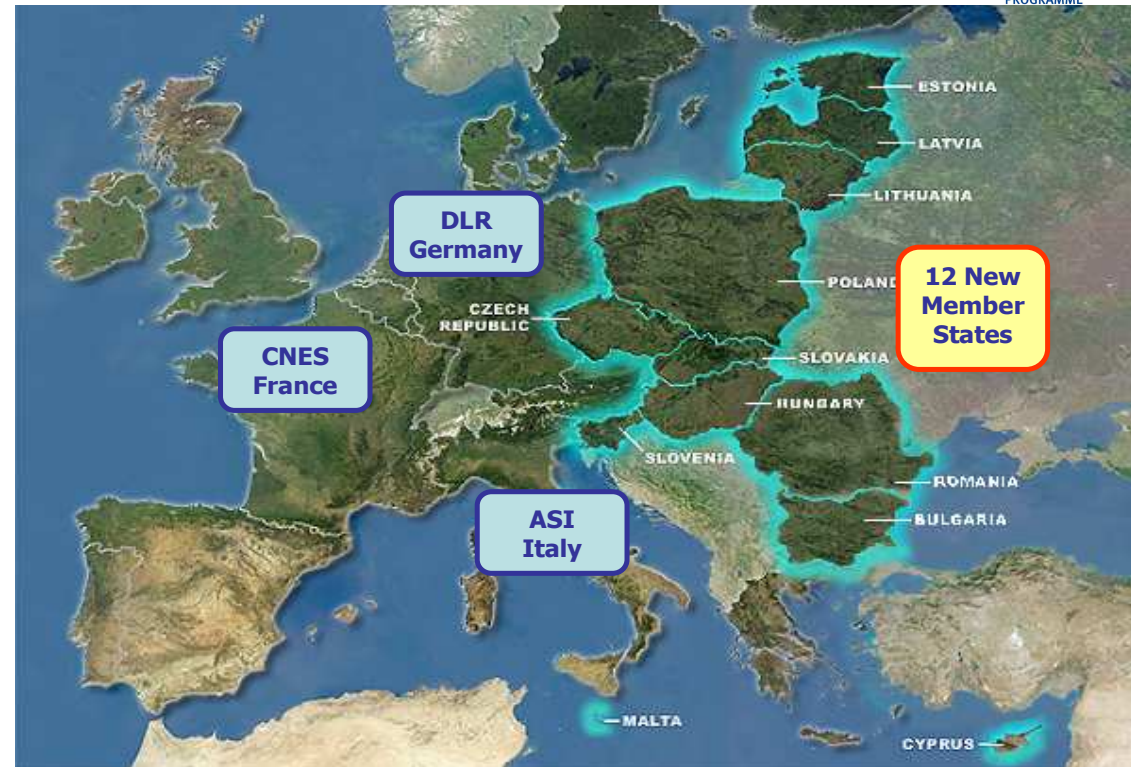 PROGRAMME
ESTONIA
LATVIA
LITHUANIA
DLR
Germany
POLAND
12 New
Member
States
CZECH
REPUBLIC
CNES
France
SLOVAKIA
HUNGARY
SLOVENIA
ROMANIA
ASI
Italy
BULGARIA
MALTA
CYPRUS